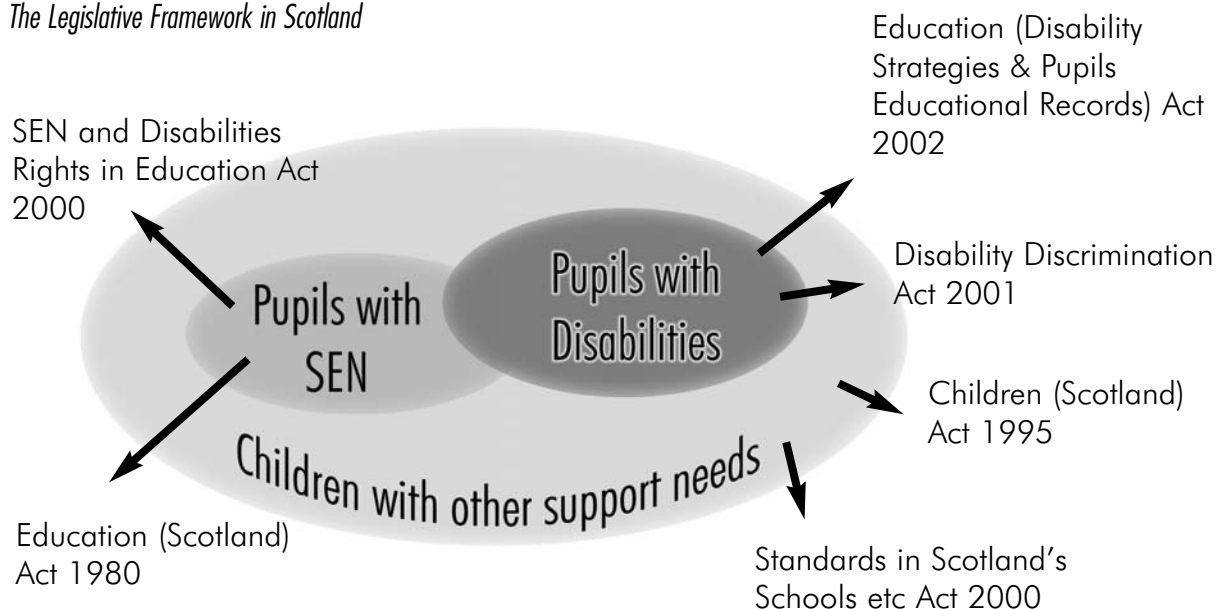 The Legislative Framework in Scotland
Education (Disability
Strategies & Pupils
Educational Records) Act
2002
SEN and Disabilities
Rights in Education Act
2000
Pupils with
SEN
Pupils with
Disabilities
Disability Discrimination
Act 2001
Children (Scotland)
Act 1995
Children with other support needs
Education (Scotland)
Act 1980
Standards in Scotland's
Schools etc Act 2000